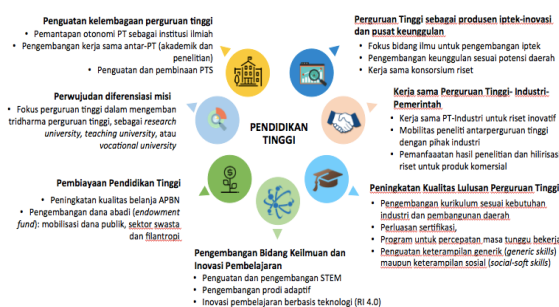 Penguatan kelembagaan perguruan tinggi
• Pemantapan otonomi PT sebagai institusi ilmiah
• Pengembangan kerja sama antar-PT (akademik dan
penelitian)
• Penguatan dan pembinaan PTS
Perguruan Tinggi sebagai produsen iptek-inovasi
dan pusat keunggulan
• Fokus bidang ilmu untuk pengembangan iptek
• Pengembangan keunggulan sesuai potensi daerah
• Kerja sama konsorsium riset
Perwujudan diferensiasi misi
• Fokus perguruan tinggi dalam mengemban
tridharma perguruan tinggi, sebagai research
university, teaching university, atau
vocational university
PENDIDIKAN
TINGGI
Kerja sama Perguruan Tinggi- Industri-
Pemerintah
• Kerja sama PT-Industri untuk riset inovatif
• Mobilitas peneliti antarperguruan tinggi
dengan pihak industri
• Pemanfaaatan hasil penelitian dan hilirisas
riset untuk produk komersial
Pembiayaan Pendidikan Tinggi
• Peningkatan kualitas belanja APBN
• Pengembangan dana abadi (endowment
fund): mobilisasi dana publik, sektor swasta
dan filantropi
Peningkatan Kualitas Lulusan Perguruan Tinggi
• Pengembangan kurikulum sesuai kebutuhan
industri dan pembangunan daerah
• Perluasan sertifikasi,
• Program untuk percepatan masa tunggu bekerja
• Penguatan keterampilan generik (generic skills)
maupun keterampilan sosial (social-soft skills)
Pengembangan Bidang Keilmuan dan
Inovasi Pembelajaran
• Penguatan dan pengembangan STEM
• Pengembangan prodi adaptif
• Inovasi pembelajaran berbasis teknologi (RI 4.0)